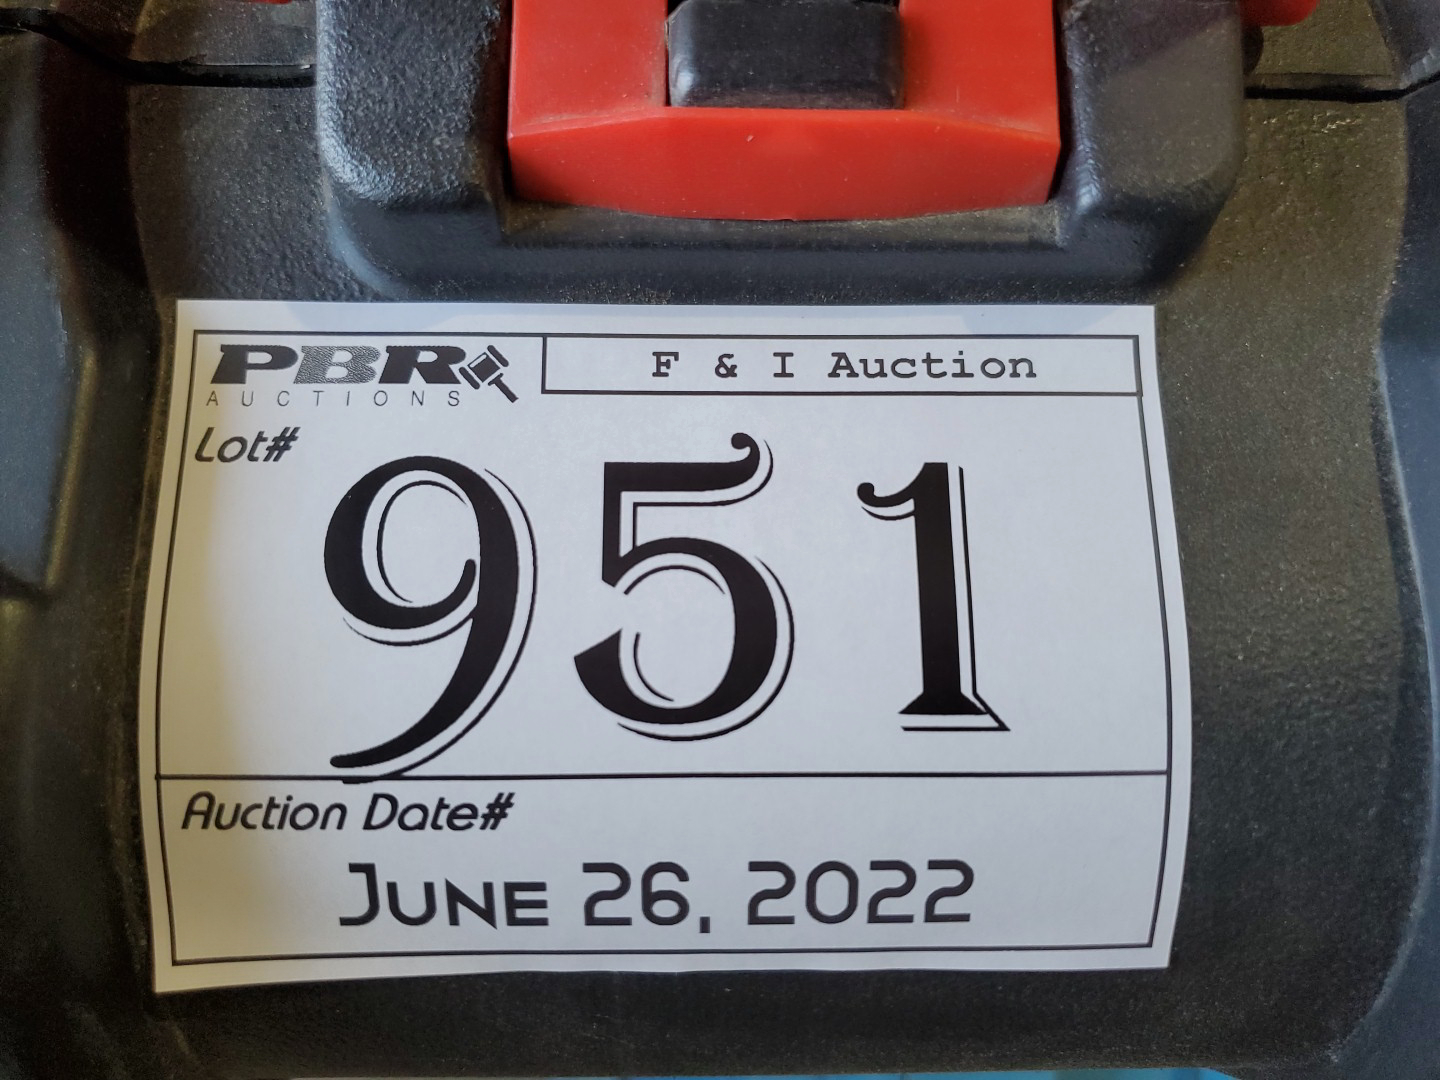 PBR
AUCTIONS
F & I Auction
Lot#
951
Auction Date#
JUNE 26, 2022